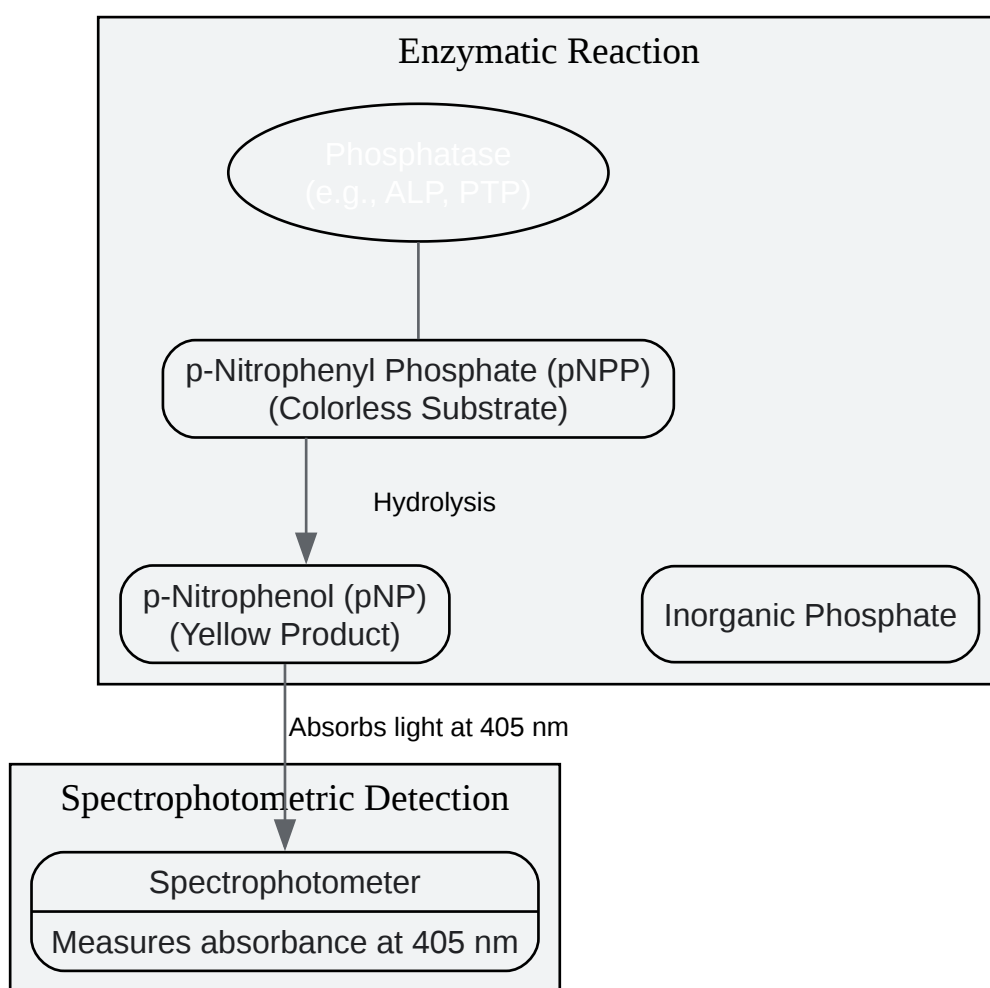 Enzymatic Reaction
Phosphatase
(e.g., ALP, PTP)
p-Nitrophenyl Phosphate (pNPP)
(Colorless Substrate)
Hydrolysis
p-Nitrophenol (pNP)
(Yellow Product)
Inorganic Phosphate
Absorbs light at 405 nm
Spectrophotometric Detection
Spectrophotometer
Measures absorbance at 405 nm